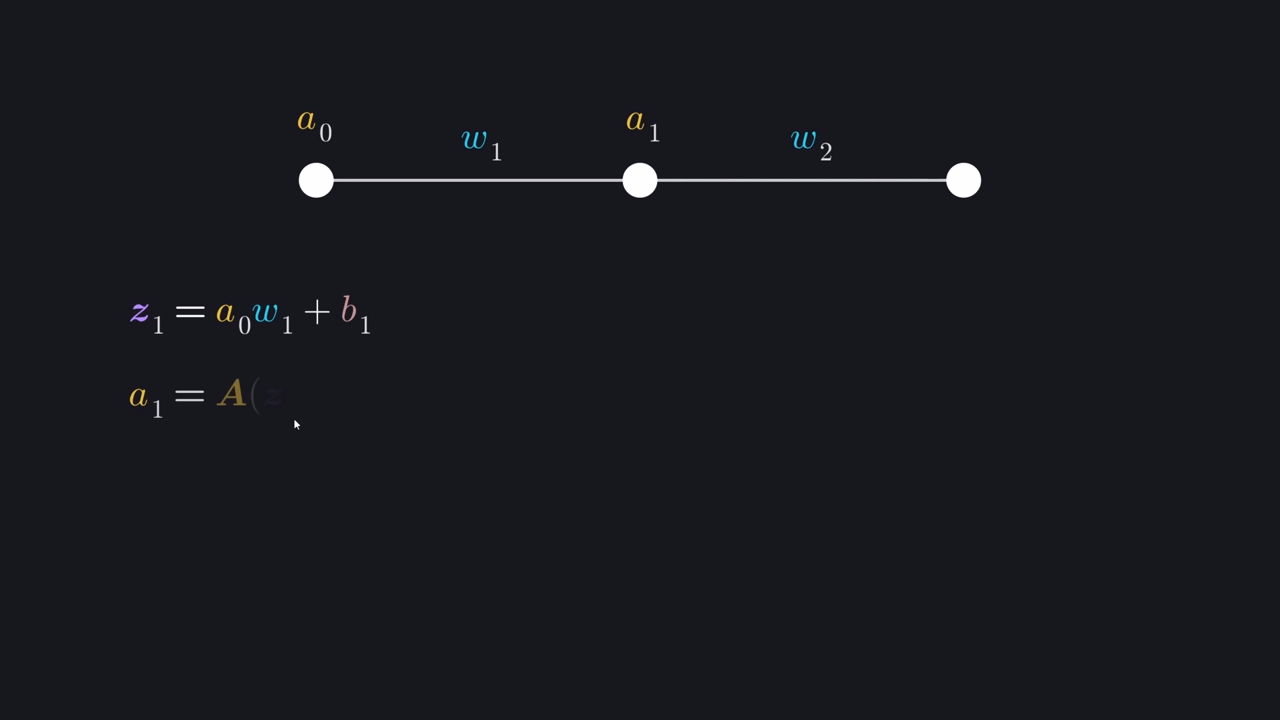 a₀ w₁ a₁ w₂
z₁ = a₀w₁ + b₁
a₁ = A(z